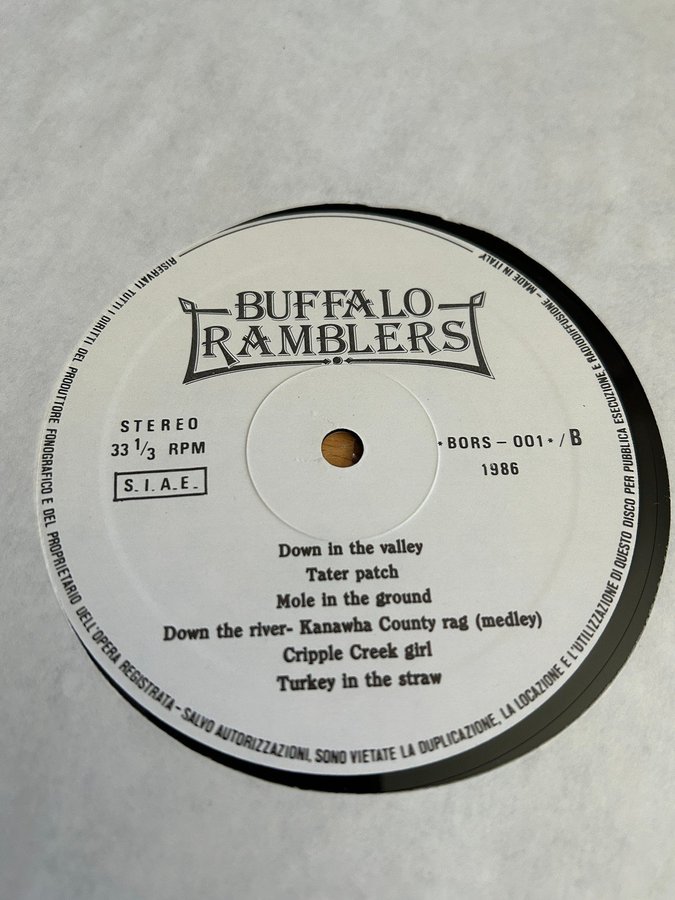 BUFFALO
RAMBLERS
STEREO
33 1/3 RPM
S.I.A.E.
*BORS-001*/B
1986
Down in the valley
Tater patch
Mole in the ground
Down the river- Kanawha County rag (medley)
Cripple Creek girl
Turkey in the straw
RISERVATI TUTTI I DIRITTI DEL PRODUTTORE FONOGRAFICO E DEL PROPRIETARIO DELL'OPERA REGISTRATA - SALVO AUTORIZZAZIONI, SONO VIETATE LA DUPLICAZIONE, LA LOCAZIONE E L'UTILIZZAZIONE DI QUESTO DISCO PER PUBBLICA ESECUZIONE E RADIODIFFUSIONE - MADE IN ITALY